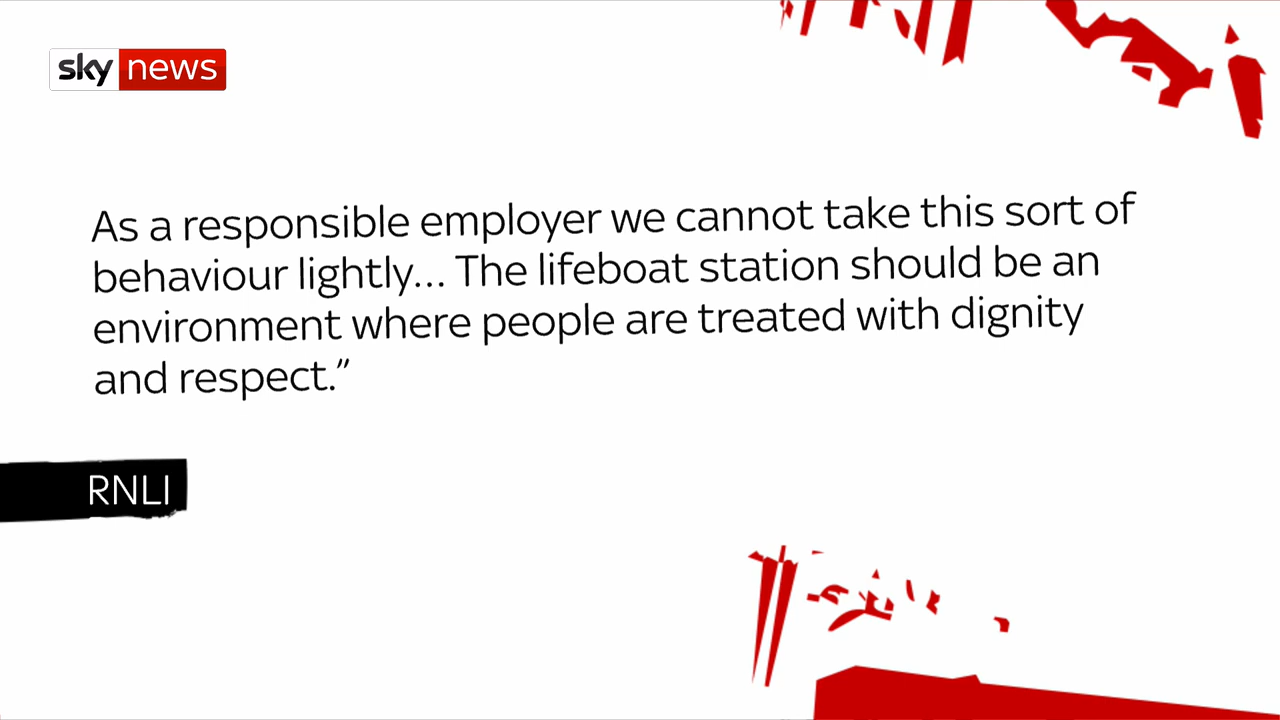 sky news
As a responsible employer we cannot take this sort of
behaviour lightly... The lifeboat station should be an
environment where people are treated with dignity
and respect.”
RNLI